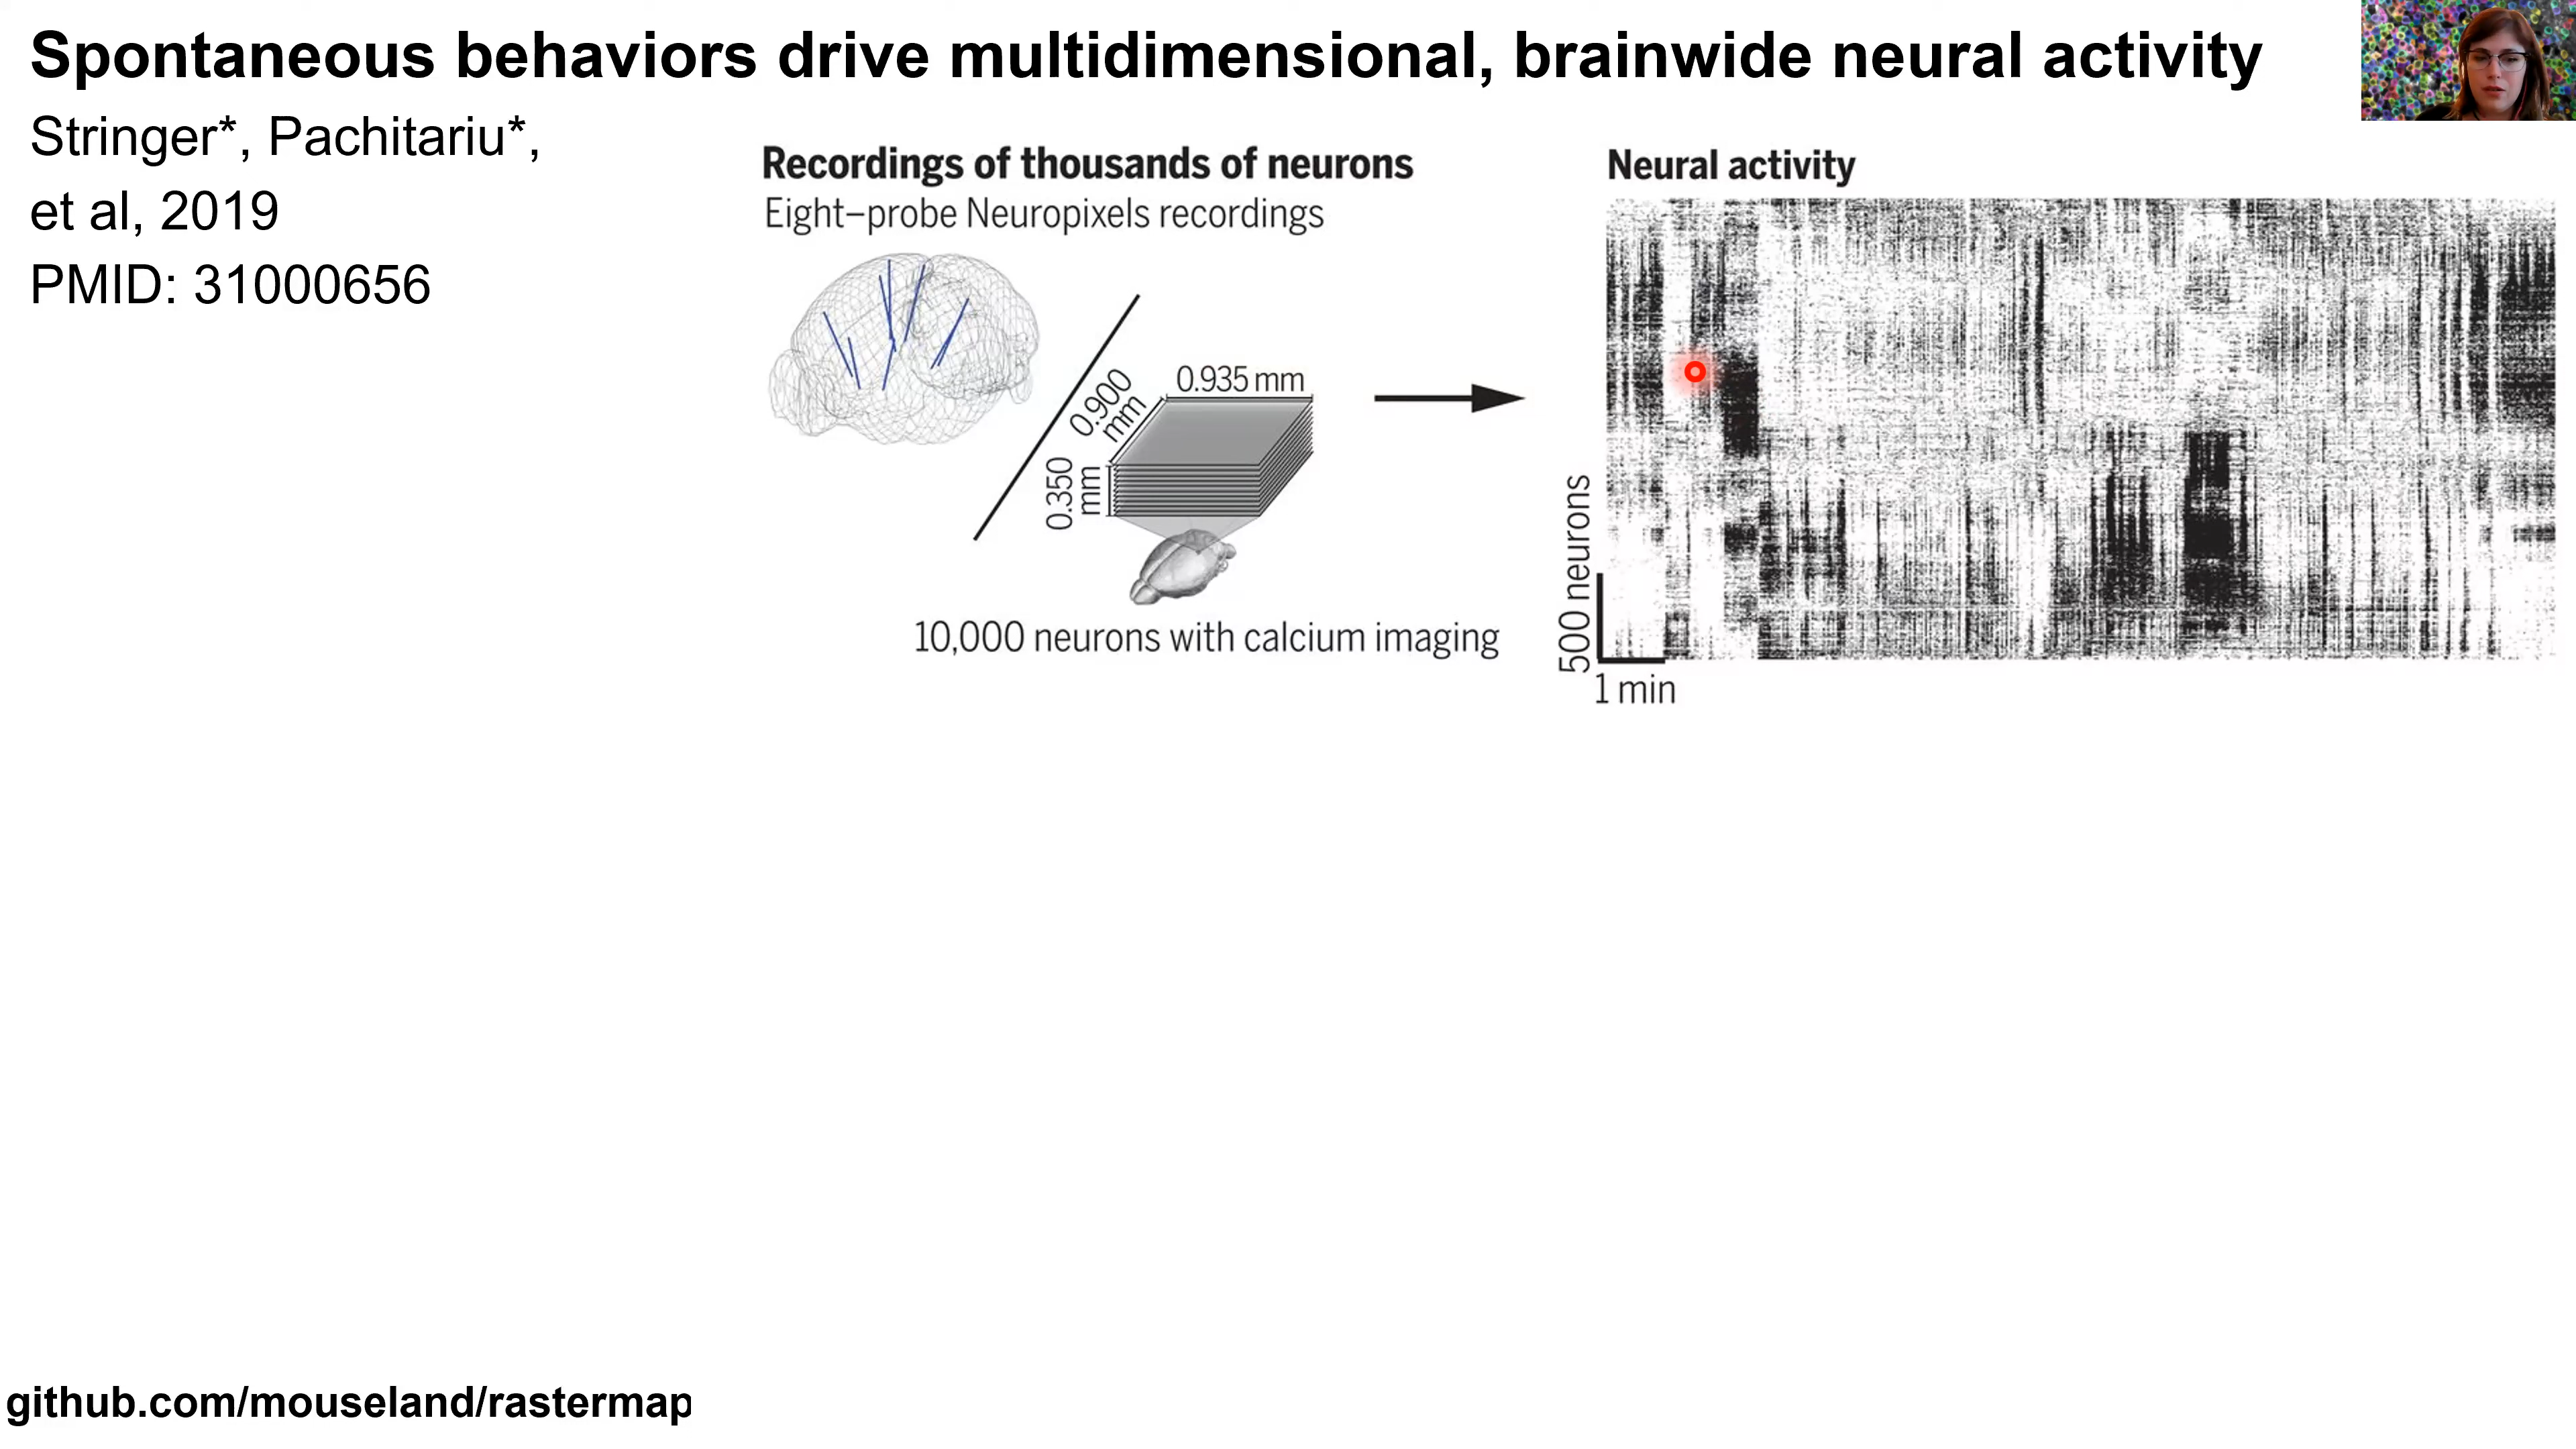 Spontaneous behaviors drive multidimensional, brainwide neural activity
Stringer*, Pachitariu*,
et al, 2019
PMID: 31000656
Recordings of thousands of neurons
Eight–probe Neuropixels recordings
0.935 mm
0.900
mm
0.350
mm
10,000 neurons with calcium imaging
Neural activity
500 neurons
1 min
github.com/mouseland/rastermap